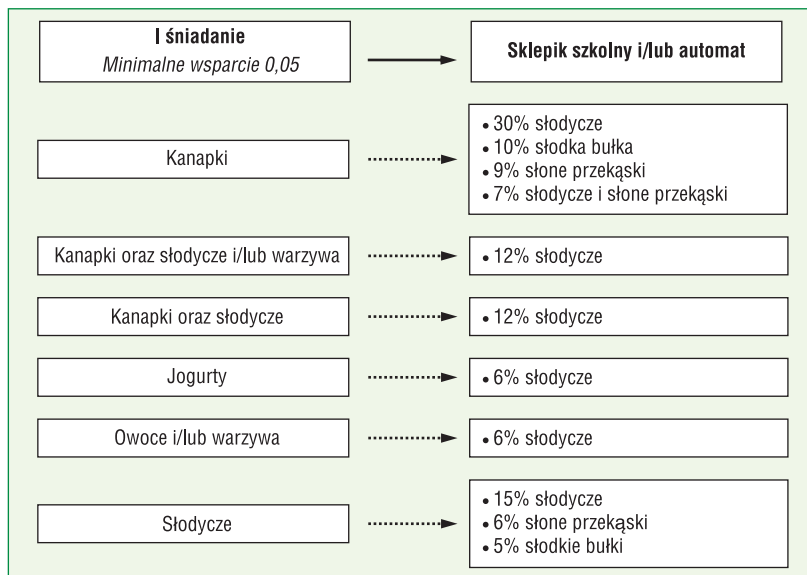 I śniadanie
Minimalne wsparcie 0,05
Sklepik szkolny i/lub automat
Kanapki
• 30% słodycze
• 10% słodka bułka
• 9% słone przekąski
• 7% słodycze i słone przekąski
Kanapki oraz słodycze i/lub warzywa
• 12% słodycze
Kanapki oraz słodycze
• 12% słodycze
Jogurty
• 6% słodycze
Owoce i/lub warzywa
• 6% słodycze
Słodycze
• 15% słodycze
• 6% słone przekąski
• 5% słodkie bułki